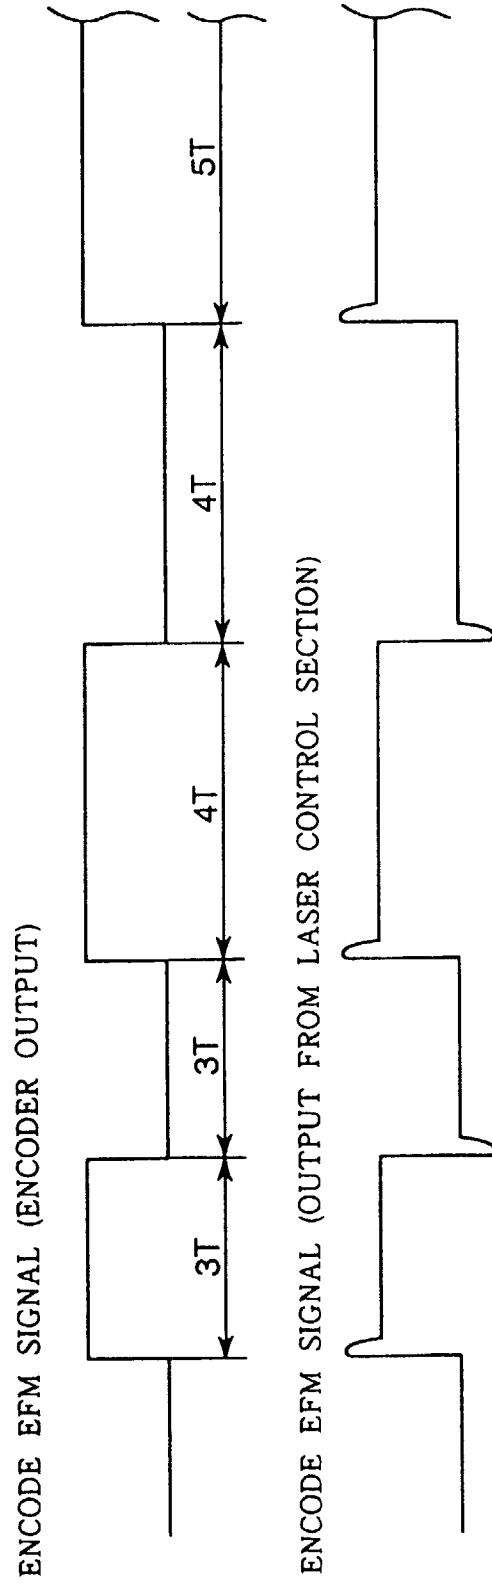 ENCODE EFM SIGNAL (ENCODER OUTPUT)
3T 3T 4T 4T 5T
ENCODE EFM SIGNAL (OUTPUT FROM LASER CONTROL SECTION)